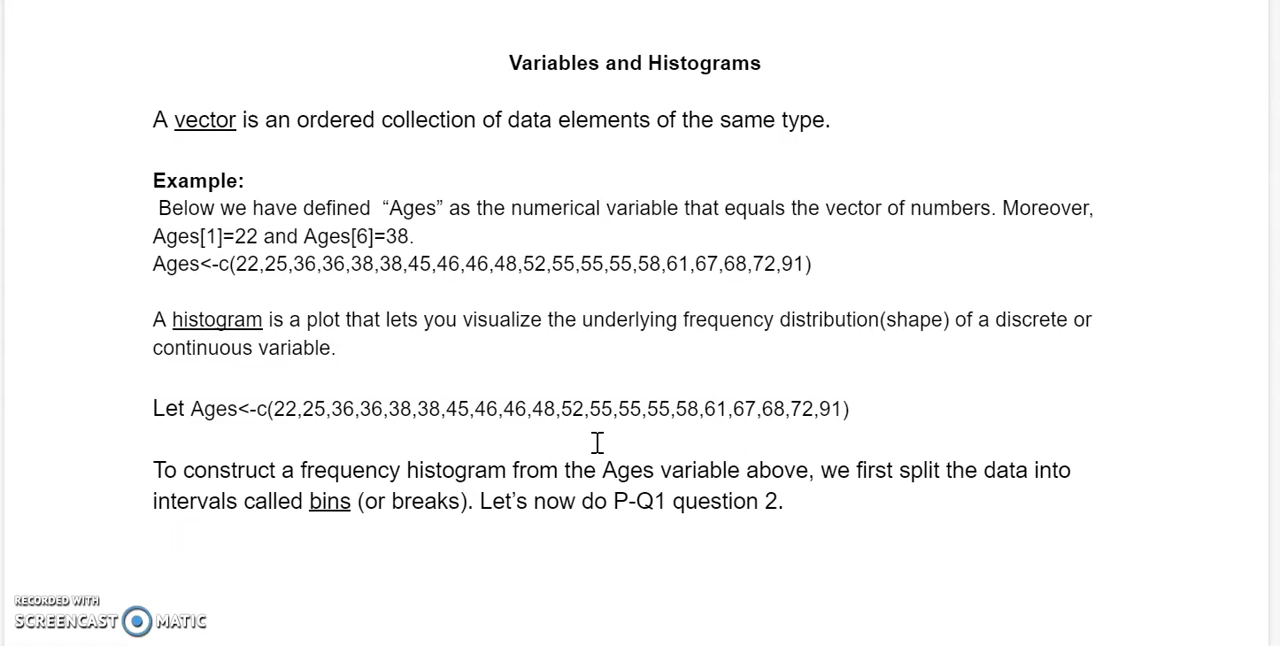 Variables and Histograms
A vector is an ordered collection of data elements of the same type.
Example:
Below we have defined “Ages” as the numerical variable that equals the vector of numbers. Moreover,
Ages[1]=22 and Ages[6]=38.
Ages<-c(22,25,36,36,38,38,45,46,46,48,52,55,55,55,58,61,67,68,72,91)
A histogram is a plot that lets you visualize the underlying frequency distribution(shape) of a discrete or
continuous variable.
Let Ages<-c(22,25,36,36,38,38,45,46,46,48,52,55,55,55,58,61,67,68,72,91)
To construct a frequency histogram from the Ages variable above, we first split the data into
intervals called bins (or breaks). Let’s now do P-Q1 question 2.
RECORDED WITH
SCREENCAST MATIC